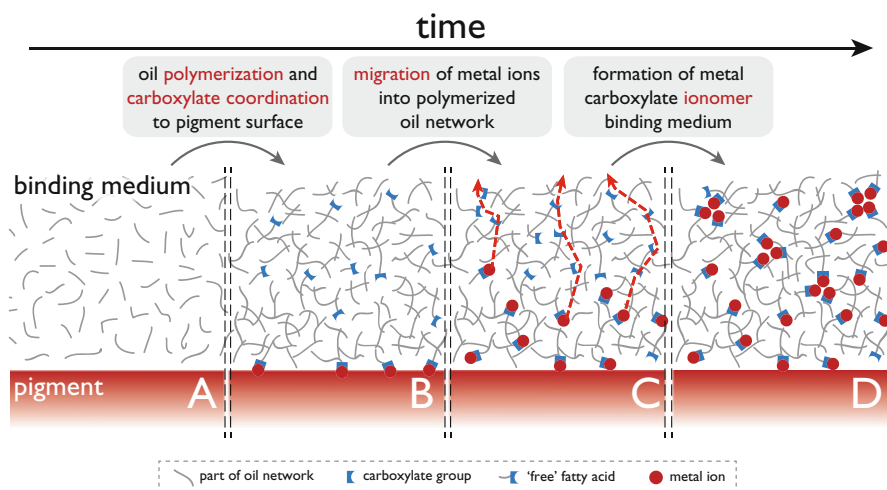 time
oil polymerization and
carboxylate coordination
to pigment surface
migration of metal ions
into polymerized
oil network
formation of metal
carboxylate ionomer
binding medium
binding medium
pigment
A
B
C
D
part of oil network
carboxylate group
'free' fatty acid
metal ion